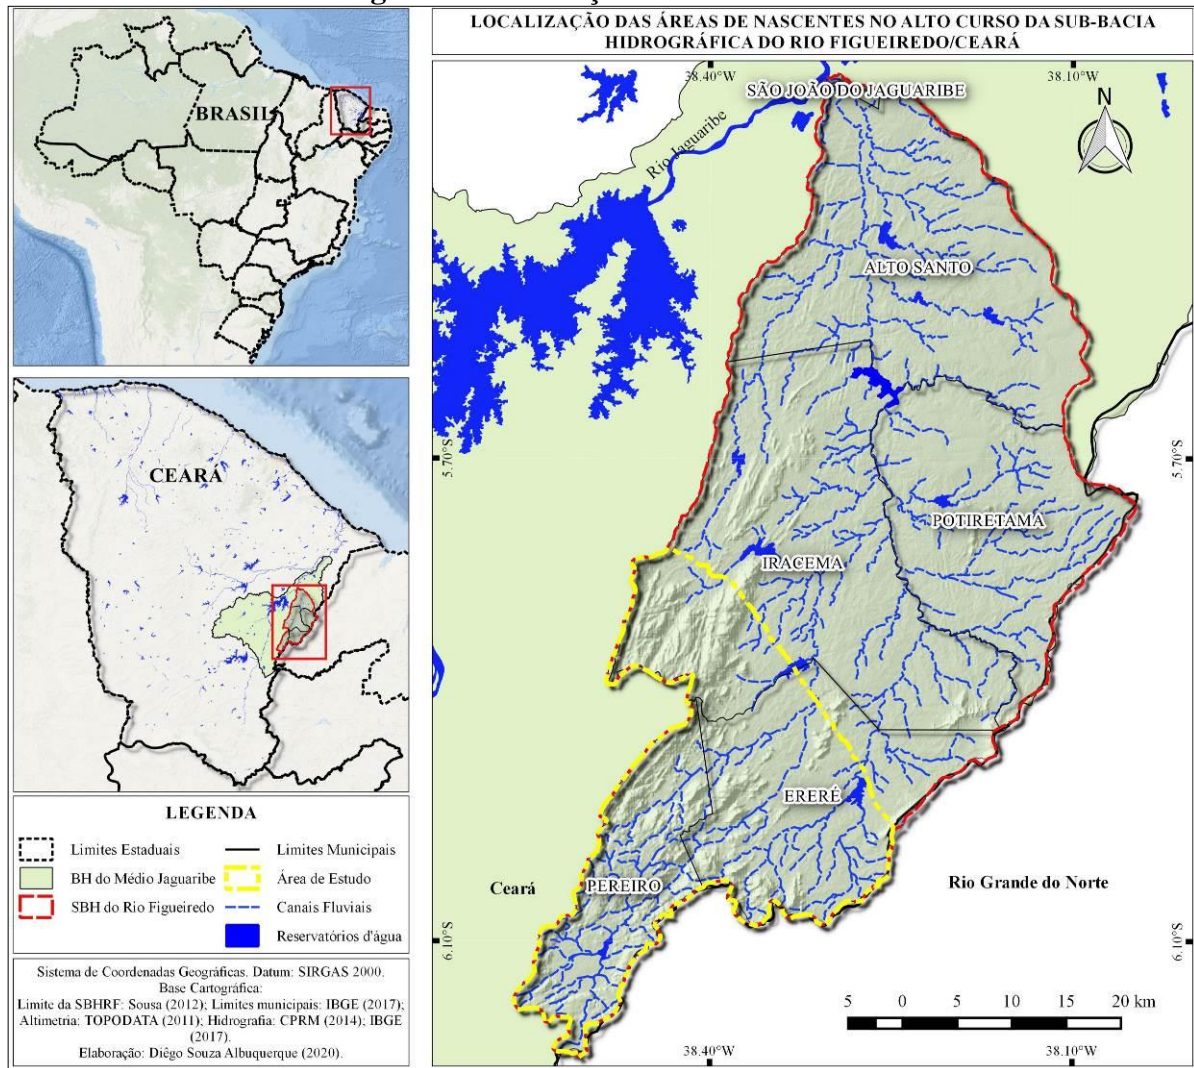 LOCALIZAÇÃO DAS ÁREAS DE NASCENTES NO ALTO CURSO DA SUB-BACIA
HIDROGRÁFICA DO RIO FIGUEIREDO/CEARÁ
BRASIL
CEARÁ
38.40°W
38.10°W
SÃO JOÃO DO JAGUARIBE
N
Rio Jaguaribe
ALTO SANTO
5.70°S
5.70°S
POTIRETAMA
IRACEMA
ERERÉ
PEREIRO
Ceará
Rio Grande do Norte
6.10°S
6.10°S
5 0 5 10 15 20 km
38.40°W
38.10°W
LEGENDA
Limites Estaduais
Limites Municipais
BH do Médio Jaguaribe
Área de Estudo
SBH do Rio Figueiredo
Canais Fluviais
Reservatórios d'água
Sistema de Coordenadas Geográficas. Datum: SIRGAS 2000.
Base Cartográfica:
Limite da SBHRF: Sousa (2012); Limites municipais: IBGE (2017);
Altimetria: TOPODATA (2011); Hidrografia: CPRM (2014); IBGE
(2017).
Elaboração: Diêgo Souza Albuquerque (2020).